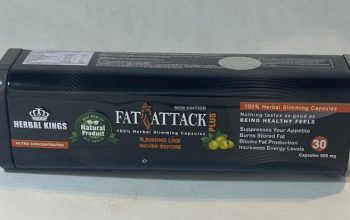 HERBAL KINGS
ULTRA CONCENTRATED
Natural
Product
NEW EDITION
FAT ATTACK
PLUS
100% Herbal Slimming Capsules
SLIMMING LIKE
NEVER BEFORE
100% Herbal Slimming Capsules
Nothing tastes as good as
BEING HEALTHY FEELS
Suppresses Your Appetite
Burns Stored Fat
Blocks Fat Production
Increases Energy Levels
30
Capsules 600 mg